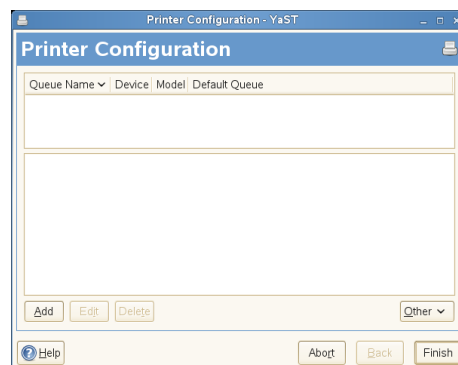 Printer Configuration - YaST
Printer Configuration
Queue Name Device Model Default Queue
Add Edit Delete Other
Help Abort Back Finish